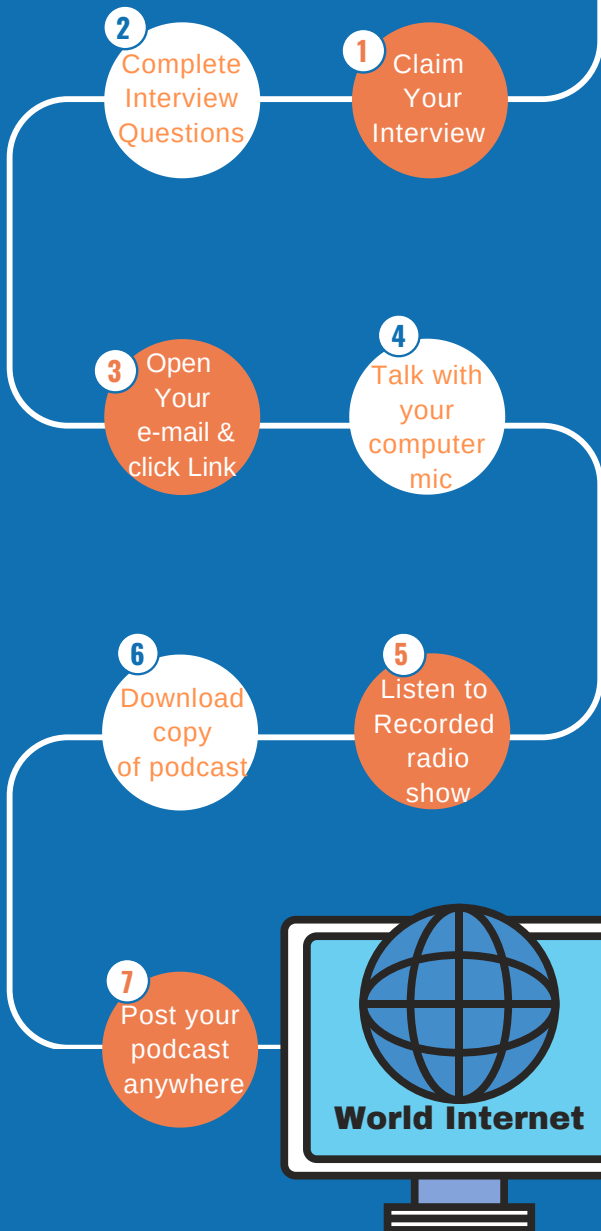 1
Claim
Your
Interview
2
Complete
Interview
Questions
3
Open
Your
e-mail &
click Link
4
Talk with
your
computer
mic
5
Listen to
Recorded
radio
show
6
Download
copy
of podcast
7
Post your
podcast
anywhere
World Internet